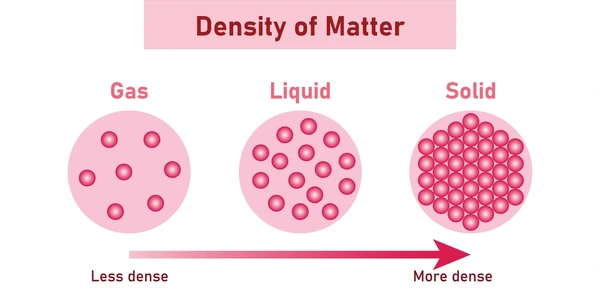 Density of Matter
Gas
Liquid
Solid
Less dense
More dense